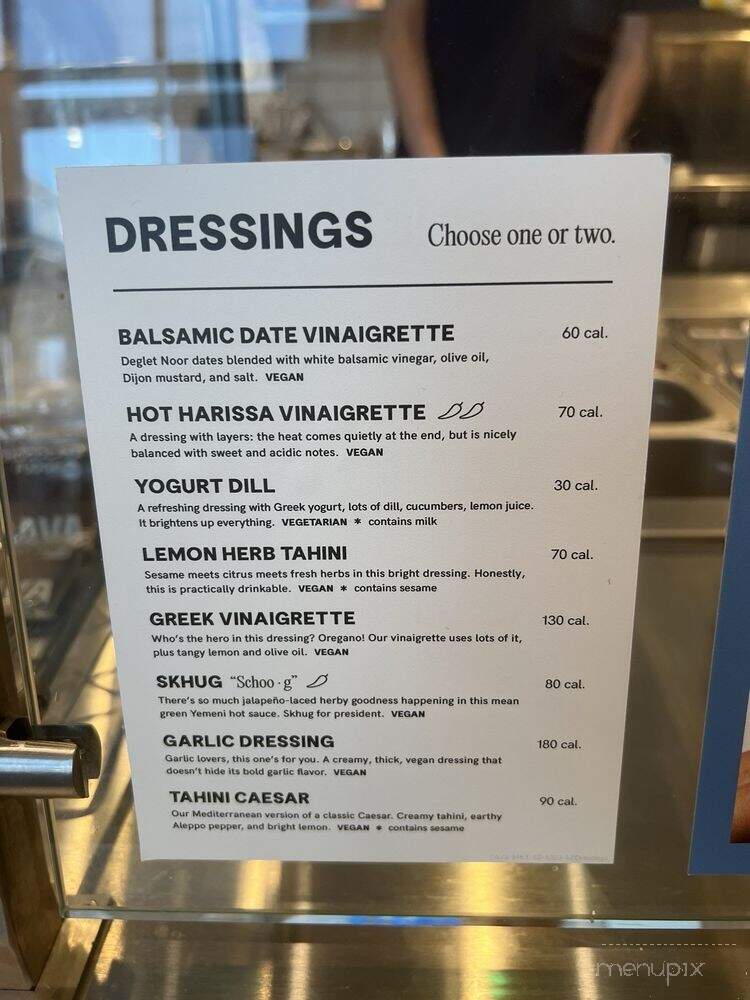 DRESSINGS Choose one or two.
BALSAMIC DATE VINAIGRETTE 60 cal.
Deglet Noor dates blended with white balsamic vinegar, olive oil,
Dijon mustard, and salt. VEGAN
HOT HARISSA VINAIGRETTE 70 cal.
A dressing with layers: the heat comes quietly at the end, but is nicely
balanced with sweet and acidic notes. VEGAN
YOGURT DILL 30 cal.
A refreshing dressing with Greek yogurt, lots of dill, cucumbers, lemon juice.
It brightens up everything. VEGETARIAN * contains milk
LEMON HERB TAHINI 70 cal.
Sesame meets citrus meets fresh herbs in this bright dressing. Honestly,
this is practically drinkable. VEGAN * contains sesame
GREEK VINAIGRETTE 130 cal.
Who's the hero in this dressing? Oregano! Our vinaigrette uses lots of it,
plus tangy lemon and olive oil. VEGAN
SKHUG “Schoo·g” 80 cal.
There's so much jalapeño-laced herby goodness happening in this mean
green Yemeni hot sauce. Skhug for president. VEGAN
GARLIC DRESSING 180 cal.
Garlic lovers, this one's for you. A creamy, thick, vegan dressing that
doesn't hide its bold garlic flavor. VEGAN
TAHINI CAESAR 90 cal.
Our Mediterranean version of a classic Caesar. Creamy tahini, earthy
Aleppo pepper, and bright lemon. VEGAN * contains sesame
menupix